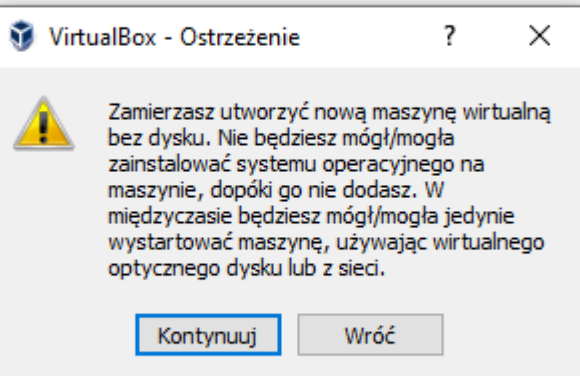 VirtualBox - Ostrzeżenie ?
Zamierzasz utworzyć nową maszynę wirtualną
bez dysku. Nie będziesz mógł/mogła
zainstalować systemu operacyjnego na
maszynie, dopóki go nie dodasz. W
międzyczasie będziesz mógł/mogła jedynie
wystartować maszynę, używając wirtualnego
optycznego dysku lub z sieci.
Kontynuuj Wróć